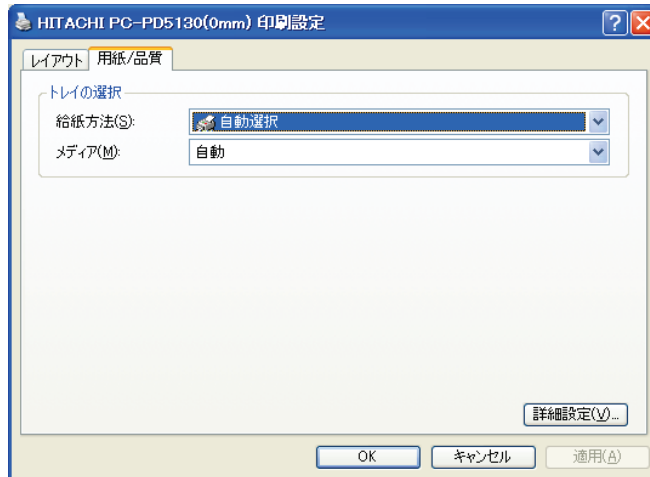 HITACHI PC-PD5130(0mm) 印刷設定
レイアウト 用紙/品質
トレイの選択
給紙方法(S): 自動選択
メディア(M): 自動
詳細設定(V)...
OK キャンセル 適用(A)